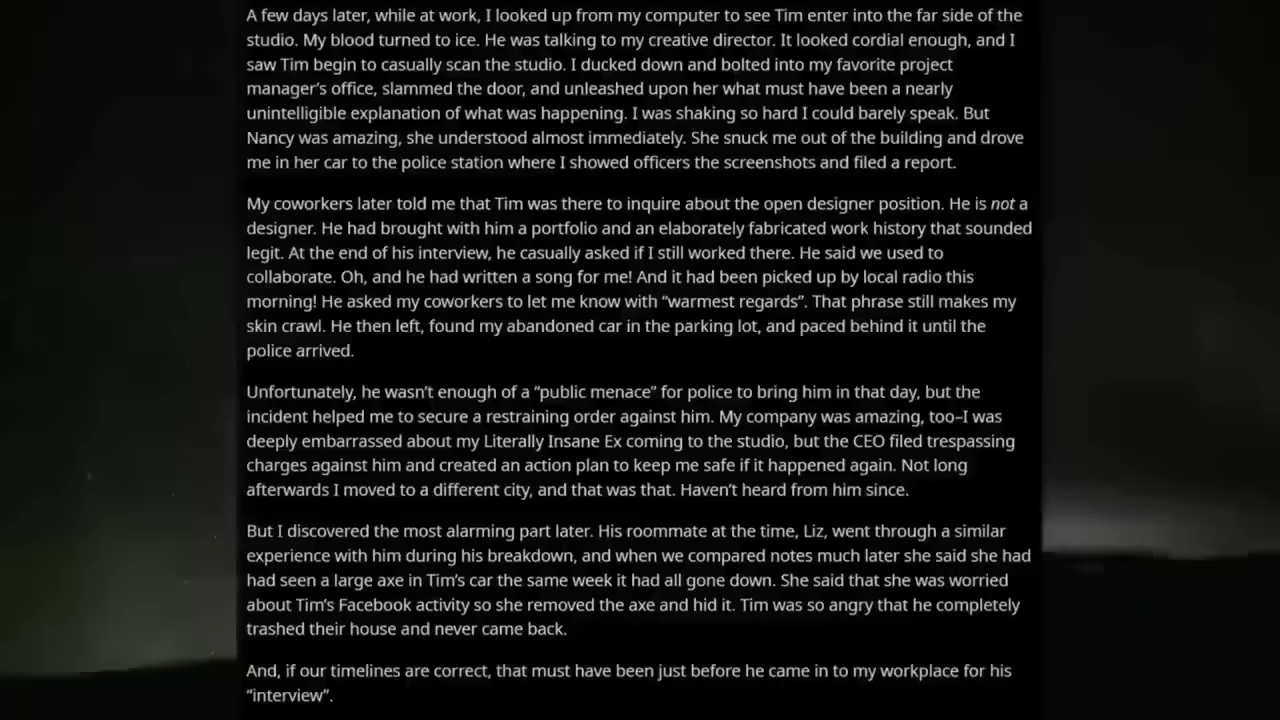 A few days later, while at work, I looked up from my computer to see Tim enter into the far side of the
studio. My blood turned to ice. He was talking to my creative director. It looked cordial enough, and I
saw Tim begin to casually scan the studio. I ducked down and bolted into my favorite project
manager’s office, slammed the door, and unleashed upon her what must have been a nearly
unintelligible explanation of what was happening. I was shaking so hard I could barely speak. But
Nancy was amazing, she understood almost immediately. She snuck me out of the building and drove
me in her car to the police station where I showed officers the screenshots and filed a report.
My coworkers later told me that Tim was there to inquire about the open designer position. He is not a
designer. He had brought with him a portfolio and an elaborately fabricated work history that sounded
legit. At the end of his interview, he casually asked if I still worked there. He said we used to
collaborate. Oh, and he had written a song for me! And it had been picked up by local radio this
morning! He asked my coworkers to let me know with “warmest regards”. That phrase still makes my
skin crawl. He then left, found my abandoned car in the parking lot, and paced behind it until the
police arrived.
Unfortunately, he wasn’t enough of a “public menace” for police to bring him in that day, but the
incident helped me to secure a restraining order against him. My company was amazing, too–I was
deeply embarrassed about my Literally Insane Ex coming to the studio, but the CEO filed trespassing
charges against him and created an action plan to keep me safe if it happened again. Not long
afterwards I moved to a different city, and that was that. Haven’t heard from him since.
But I discovered the most alarming part later. His roommate at the time, Liz, went through a similar
experience with him during his breakdown, and when we compared notes much later she said she had
had seen a large axe in Tim’s car the same week it had all gone down. She said that she was worried
about Tim’s Facebook activity so she removed the axe and hid it. Tim was so angry that he completely
trashed their house and never came back.
And, if our timelines are correct, that must have been just before he came in to my workplace for his
“interview”.